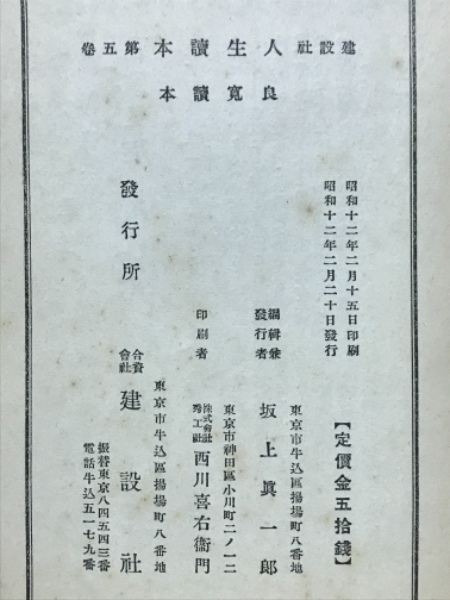 建設社 人生讀本 第五卷
良寬讀本
昭和十二年二月十五日印刷
昭和十二年二月二十日發行
【定價金五拾錢】
東京市牛込區揚場町八番地
編輯兼發行者 坂上眞一郎
東京市神田區小川町二ノ一二
印刷者 株式會社秀工社 西川喜右衞門
東京市牛込區揚場町八番地
發行所 合資會社 建設社
振替東京八四五四三番
電話牛込五一七九番